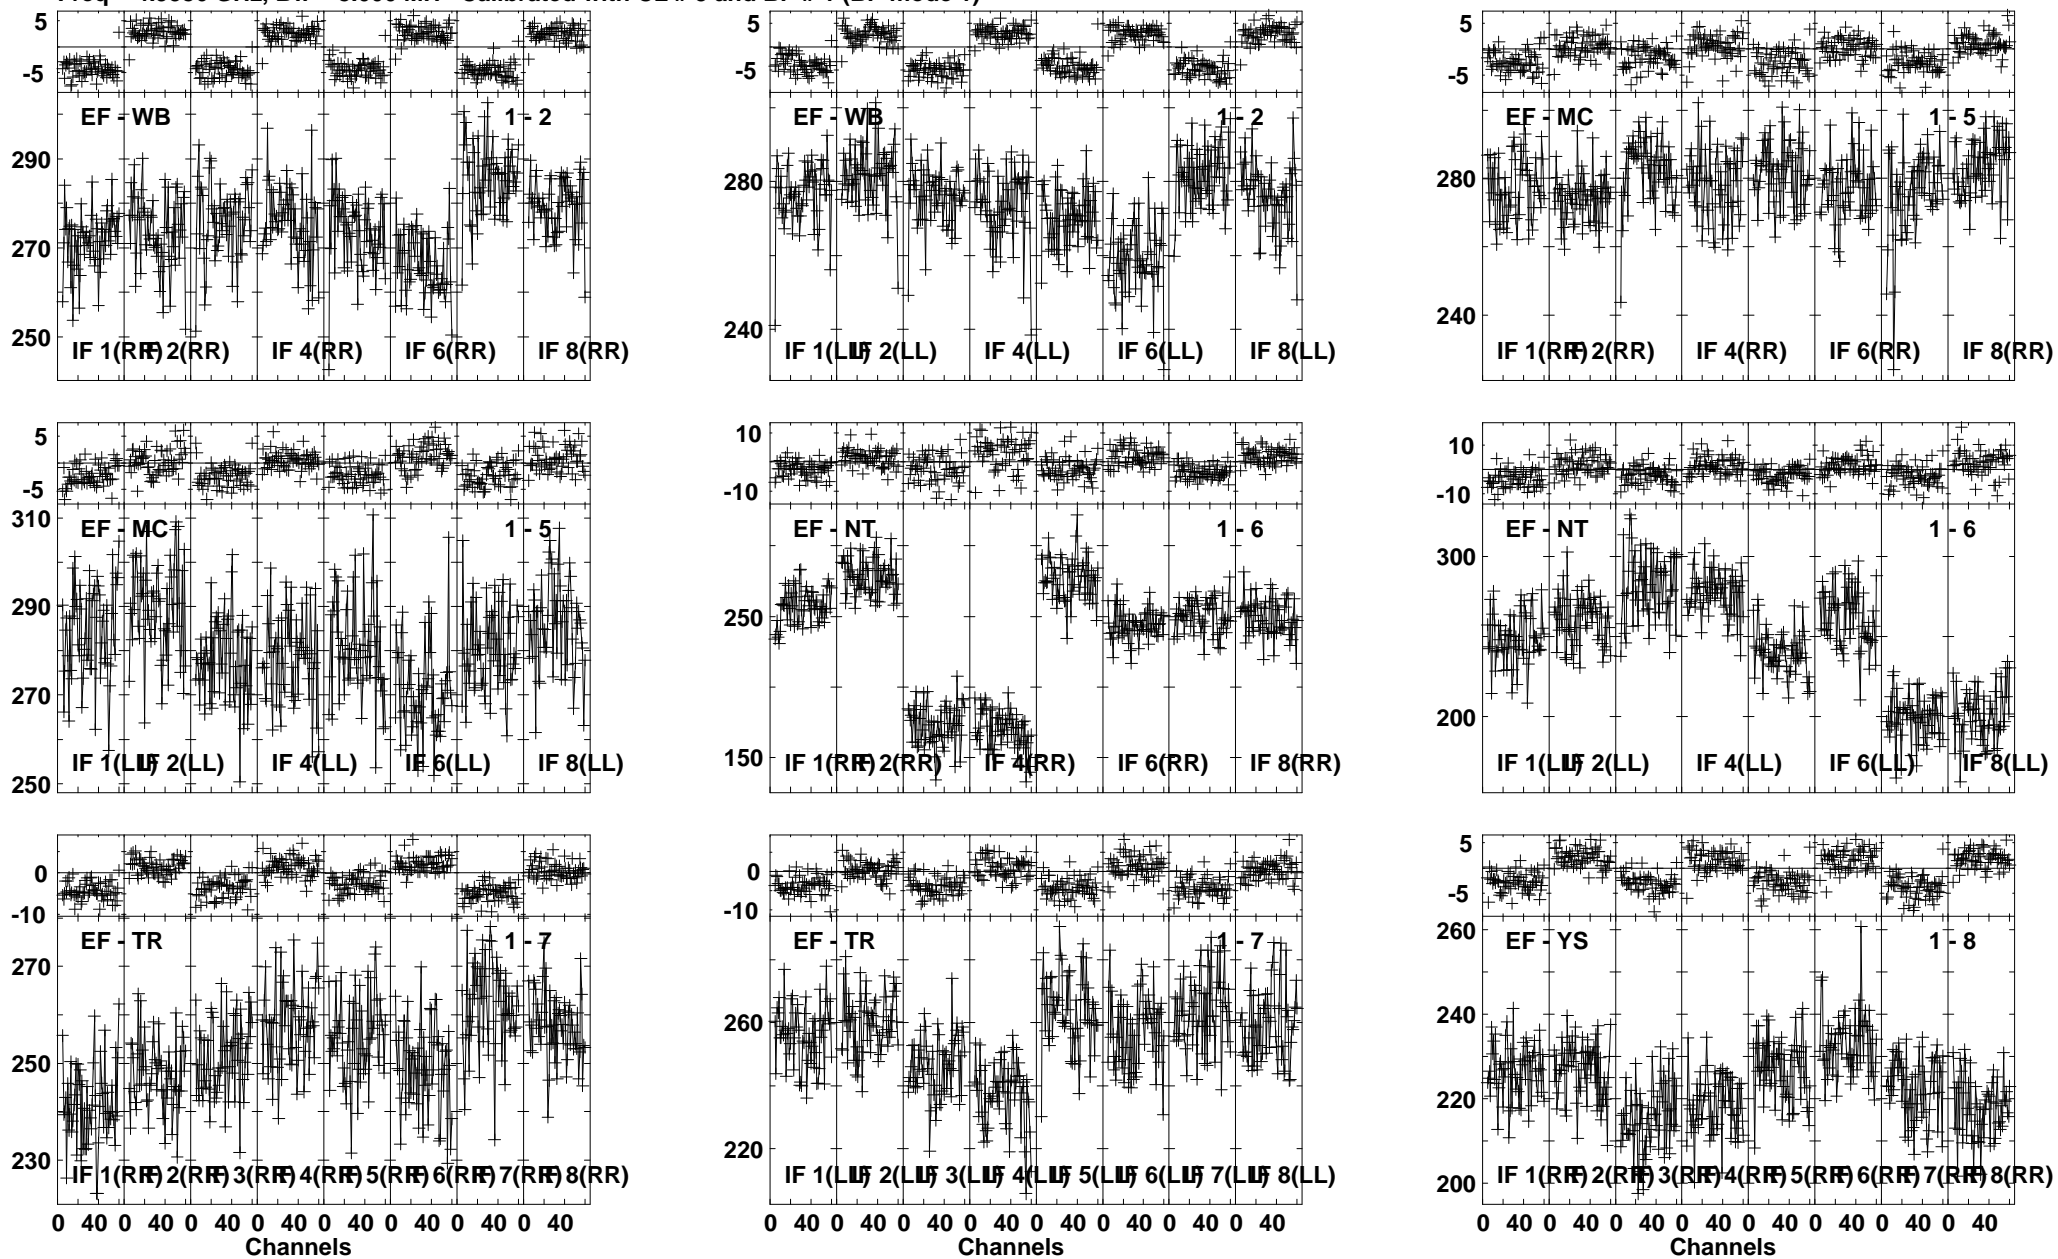 5
-5
EF - WB 1 - 2
290
270
250
IF 1(RR) IF 2(RR) IF 4(RR) IF 6(RR) IF 8(RR)
5
-5
EF - WB 1 - 2
280
240
IF 1(LL) IF 2(LL) IF 4(LL) IF 6(LL) IF 8(LL)
5
-5
EF - MC 1 - 5
280
240
IF 1(RR) IF 2(RR) IF 4(RR) IF 6(RR) IF 8(RR)
5
-5
310
EF - MC 1 - 5
290
270
IF 1(LL) IF 2(LL) IF 4(LL) IF 6(LL) IF 8(LL)
250
10
-10
EF - NT 1 - 6
250
150
IF 1(RR) IF 2(RR) IF 4(RR) IF 6(RR) IF 8(RR)
10
-10
EF - NT 1 - 6
300
200
IF 1(LL) IF 2(LL) IF 4(LL) IF 6(LL) IF 8(LL)
0
-10
EF - TR 1 - 7
270
250
230
IF 1(RR) IF 2(RR) IF 3(RR) IF 4(RR) IF 5(RR) IF 6(RR) IF 7(RR) IF 8(RR)
0 40 0 40 0 40 0 40 0 40 0 40 0 40 0 40
Channels
0
-10
EF - TR 1 - 7
260
220
IF 1(LL) IF 2(LL) IF 3(LL) IF 4(LL) IF 5(LL) IF 6(LL) IF 7(LL) IF 8(LL)
0 40 0 40 0 40 0 40 0 40 0 40 0 40 0 40
Channels
5
-5
260
EF - YS 1 - 8
240
220
200
IF 1(RR) IF 2(RR) IF 3(RR) IF 4(RR) IF 5(RR) IF 6(RR) IF 7(RR) IF 8(RR)
0 40 0 40 0 40 0 40 0 40 0 40 0 40 0 40
Channels